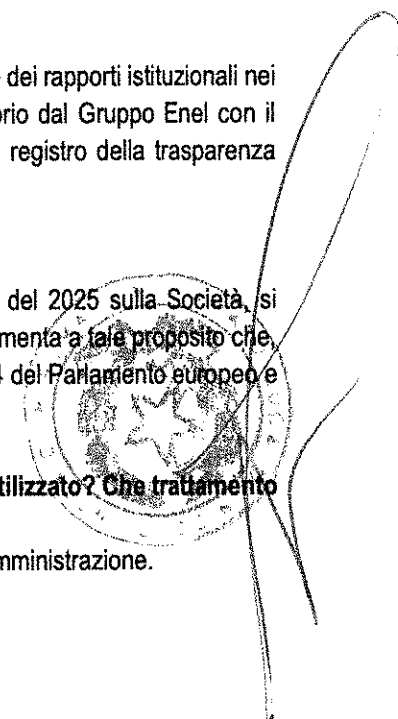 dei rapporti istituzionali nei
orio dal Gruppo Enel con il
registro della trasparenza
del 2025 sulla Società, si
menta a tale proposito che,
del Parlamento europeo e
tilizzato? Che trattamento
mministrazione.